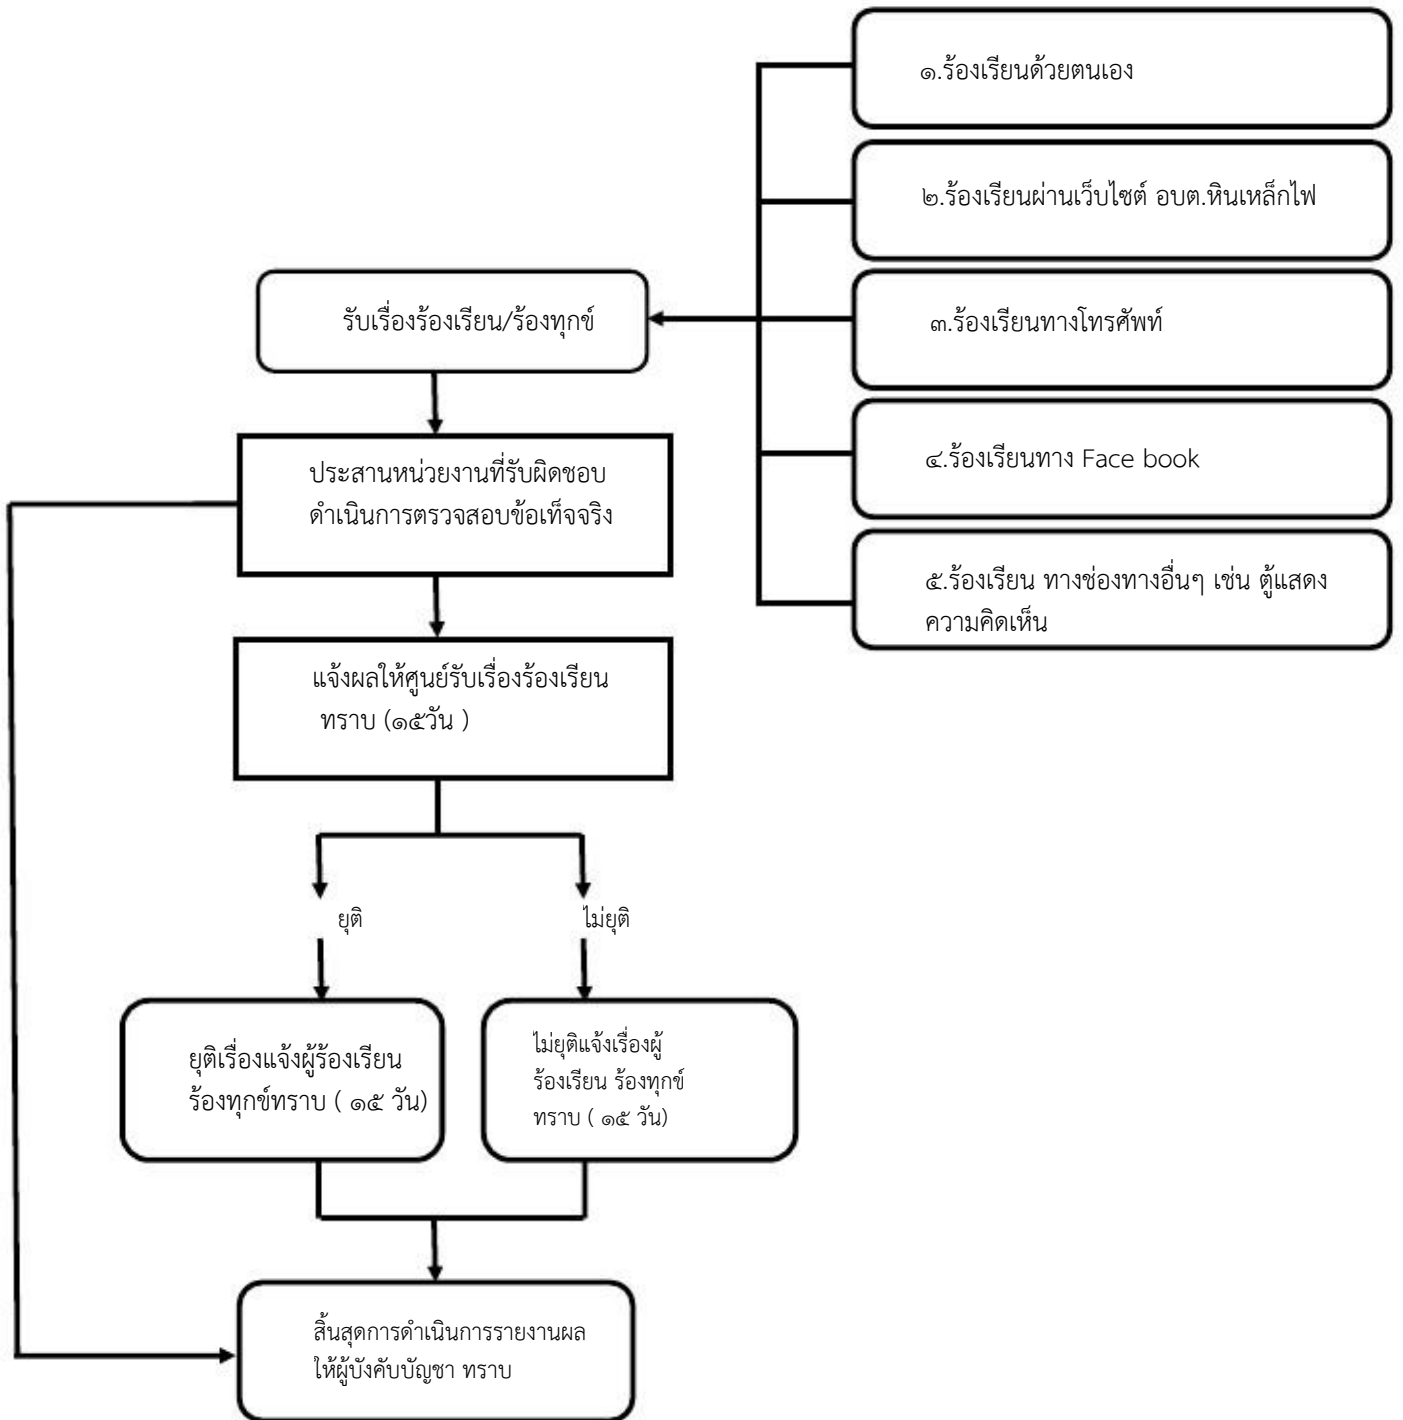 ๑.ร้องเรียนด้วยตนเอง
๒.ร้องเรียนผ่านเว็บไซต์ อบต.หินเหล็กไฟ
รับเรื่องร้องเรียน/ร้องทุกข์
๓.ร้องเรียนทางโทรศัพท์
๔.ร้องเรียนทาง Face book
๕.ร้องเรียน ทางช่องทางอื่นๆ เช่น ตู้แสดง
ความคิดเห็น
ประสานหน่วยงานที่รับผิดชอบ
ดำเนินการตรวจสอบข้อเท็จจริง
แจ้งผลให้ศูนย์รับเรื่องร้องเรียน
ทราบ (๑๕วัน )
ยุติ
ไม่ยุติ
ยุติเรื่องแจ้งผู้ร้องเรียน
ร้องทุกข์ทราบ ( ๑๕ วัน)
ไม่ยุติแจ้งเรื่องผู้
ร้องเรียน ร้องทุกข์
ทราบ ( ๑๕ วัน)
สิ้นสุดการดำเนินการรายงานผล
ให้ผู้บังคับบัญชา ทราบ